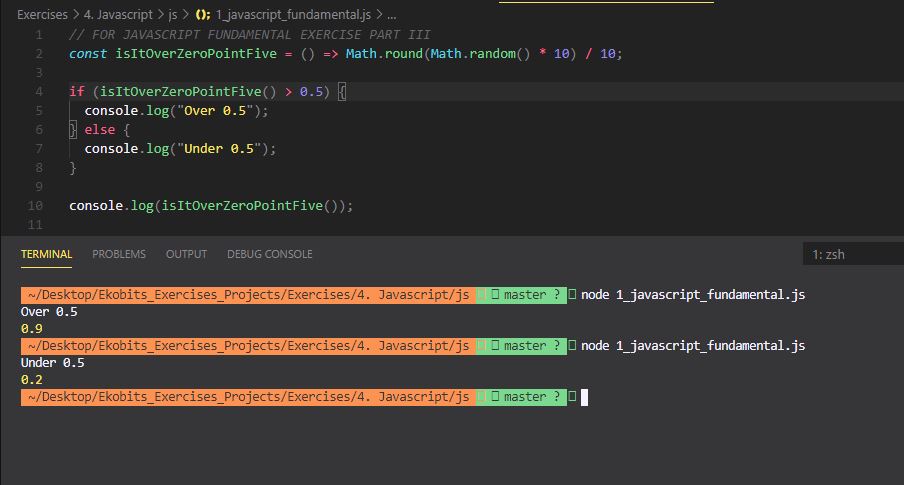 Exercises > 4. Javascript > js > 1_javascript_fundamental.js > ...
1 // FOR JAVASCRIPT FUNDAMENTAL EXERCISE PART III
2 const isItOverZeroPointFive = () => Math.round(Math.random() * 10) / 10;
3
4 if (isItOverZeroPointFive() > 0.5) {
5 console.log("Over 0.5");
6 } else {
7 console.log("Under 0.5");
8 }
9
10 console.log(isItOverZeroPointFive());
11
TERMINAL PROBLEMS OUTPUT DEBUG CONSOLE 1: zsh
~/Desktop/Ekobits_Exercises_Projects/Exercises/4. Javascript/js master ? node 1_javascript_fundamental.js
Over 0.5
0.9
~/Desktop/Ekobits_Exercises_Projects/Exercises/4. Javascript/js master ? node 1_javascript_fundamental.js
Under 0.5
0.2
~/Desktop/Ekobits_Exercises_Projects/Exercises/4. Javascript/js master ?